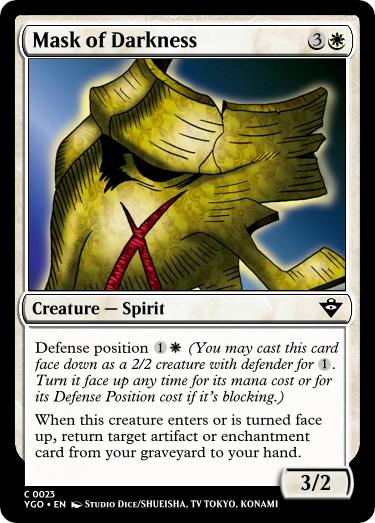 Mask of Darkness 3
Creature — Spirit
Defense position 1 (You may cast this card
face down as a 2/2 creature with defender for 1.
Turn it face up any time for its mana cost or for
its Defense Position cost if it's blocking.)
When this creature enters or is turned face
up, return target artifact or enchantment
card from your graveyard to your hand.
3/2
C 0023
YGO • EN Studio Dice/SHUEISHA, TV TOKYO, KONAMI